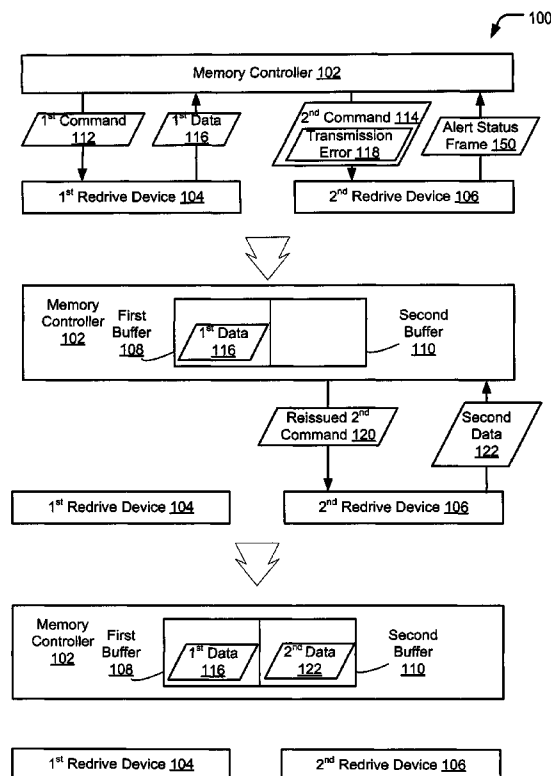 100
Memory Controller 102
1st Command
112
1st Data
116
2nd Command 114
Transmission
Error 118
Alert Status
Frame 150
1st Redrive Device 104
2nd Redrive Device 106
Memory
Controller
102
First
Buffer
108
1st Data
116
Second
Buffer
110
Reissued 2nd
Command 120
Second
Data
122
1st Redrive Device 104
2nd Redrive Device 106
Memory
Controller
102
First
Buffer
108
1st Data
116
2nd Data
122
Second
Buffer
110
1st Redrive Device 104
2nd Redrive Device 106